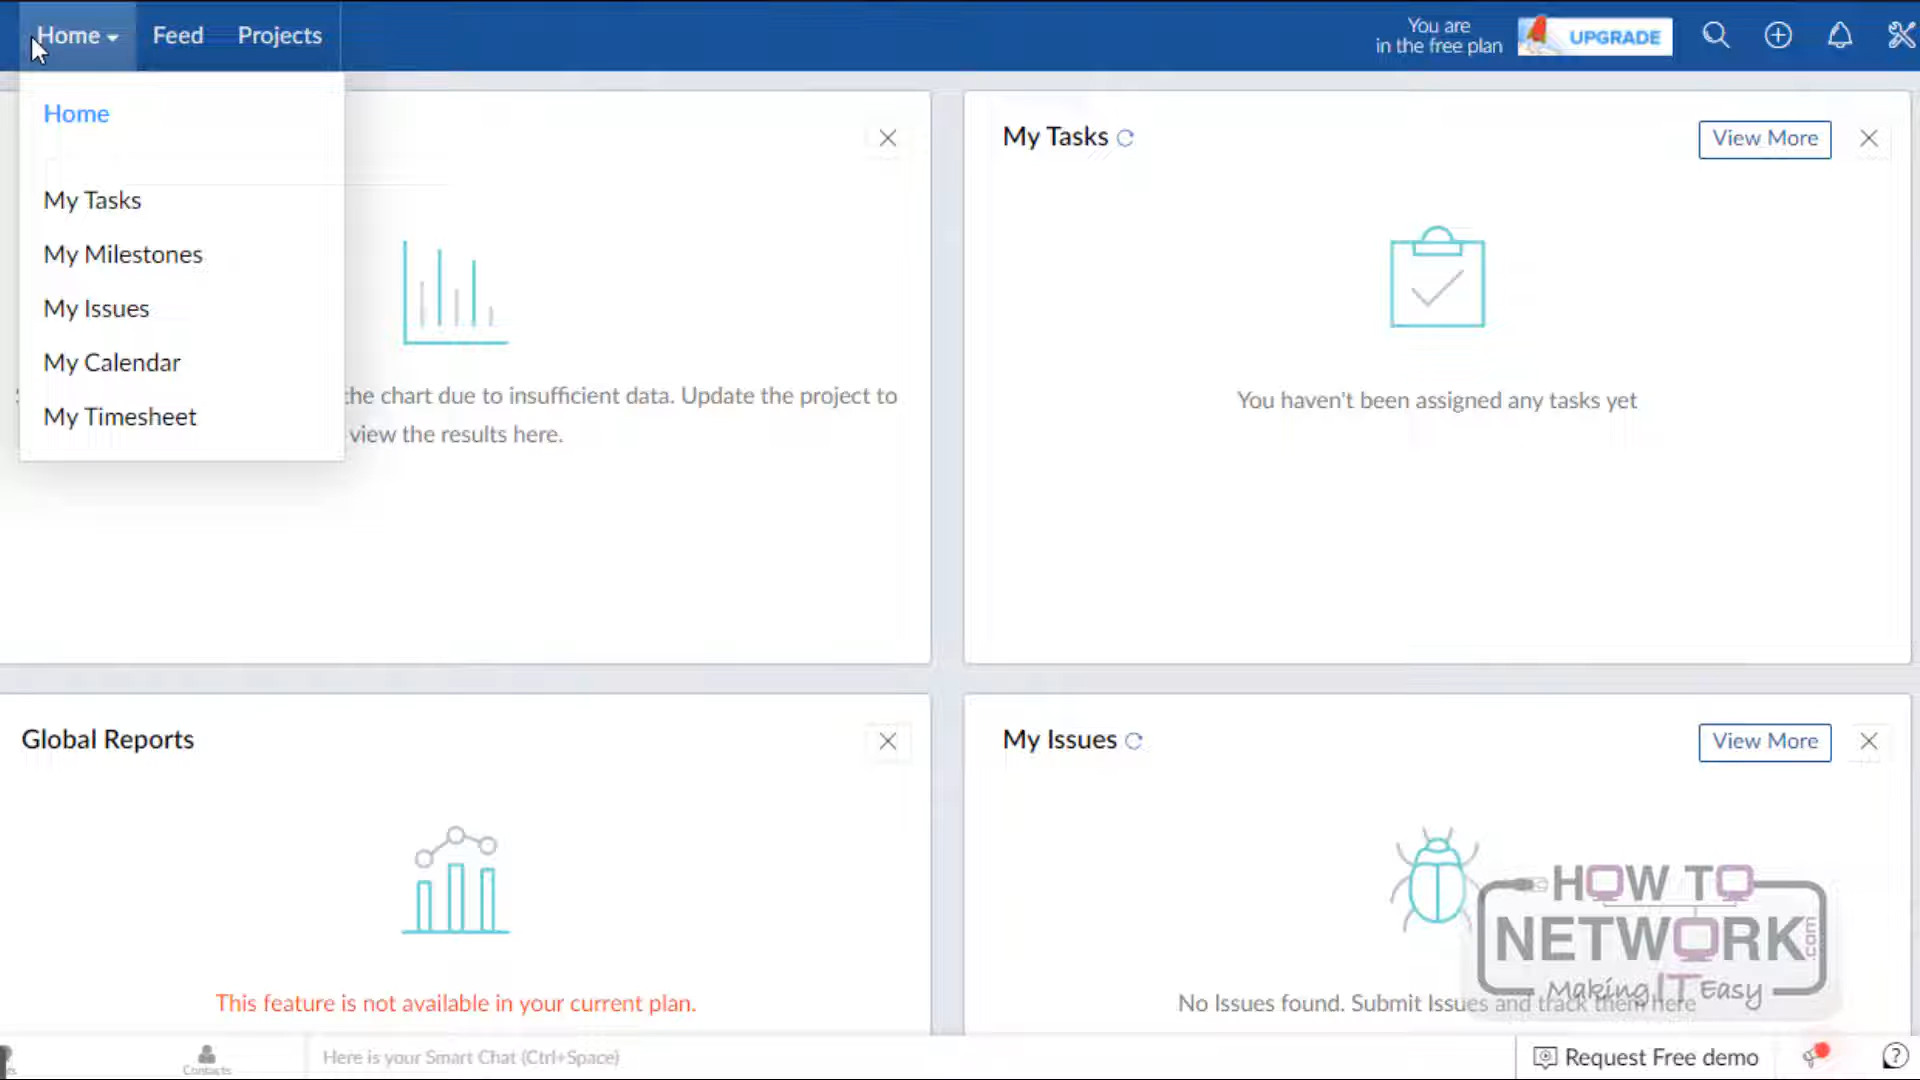 Home
Feed
Projects
You are
in the free plan
UPGRADE
Home
My Tasks
My Milestones
My Issues
My Calendar
My Timesheet
the chart due to insufficient data. Update the project to
view the results here.
My Tasks
View More
You haven't been assigned any tasks yet
Global Reports
This feature is not available in your current plan.
My Issues
View More
No Issues found. Submit Issues and track them here
HOW TO
NETWORK.com
Making IT Easy
Contacts
Here is your Smart Chat (Ctrl+Space)
Request Free demo